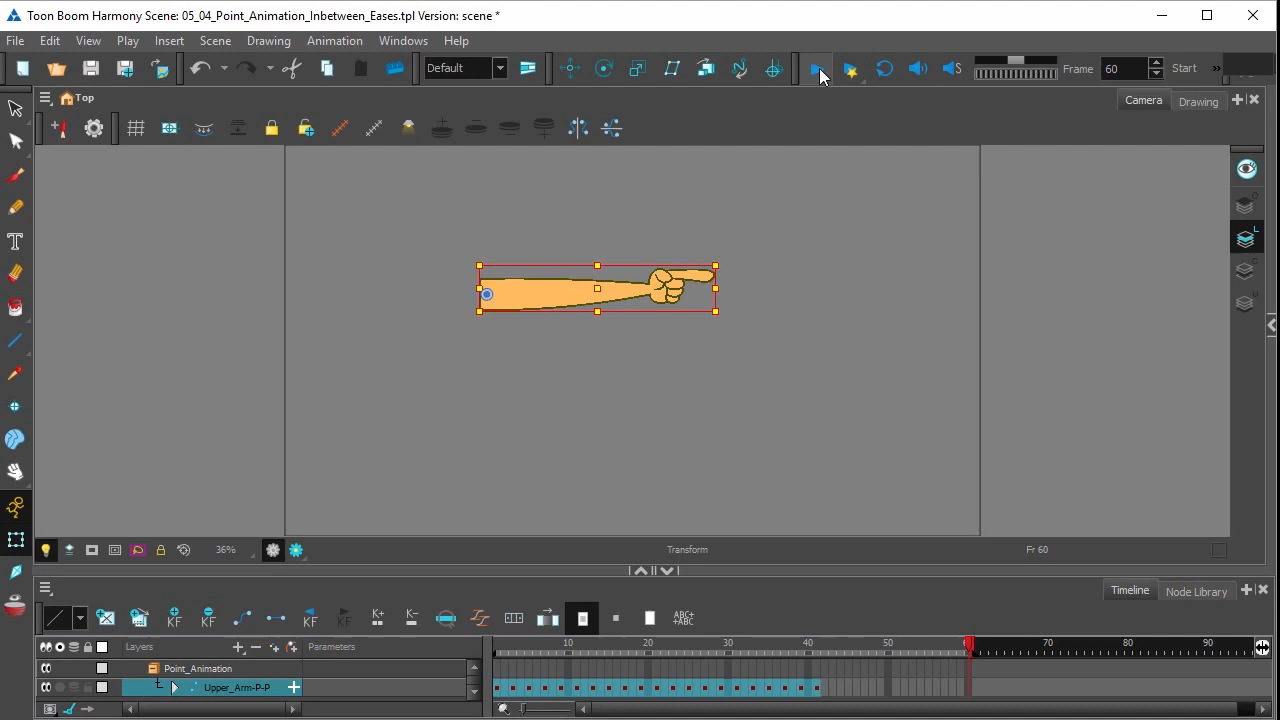 Toon Boom Harmony Scene: 05_04_Point_Animation_Inbetween_Eases.tpl Version: scene *
File Edit View Play Insert Scene Drawing Animation Windows Help
Default Frame 60 Start »
Top Camera Drawing
T
36% Transform Fr 60
Timeline Node Library
KF KF KF KF K+ K- ABC+
Layers Parameters 10 20 30 40 50 70 80 90
Point_Animation
Upper_Arm-P-P